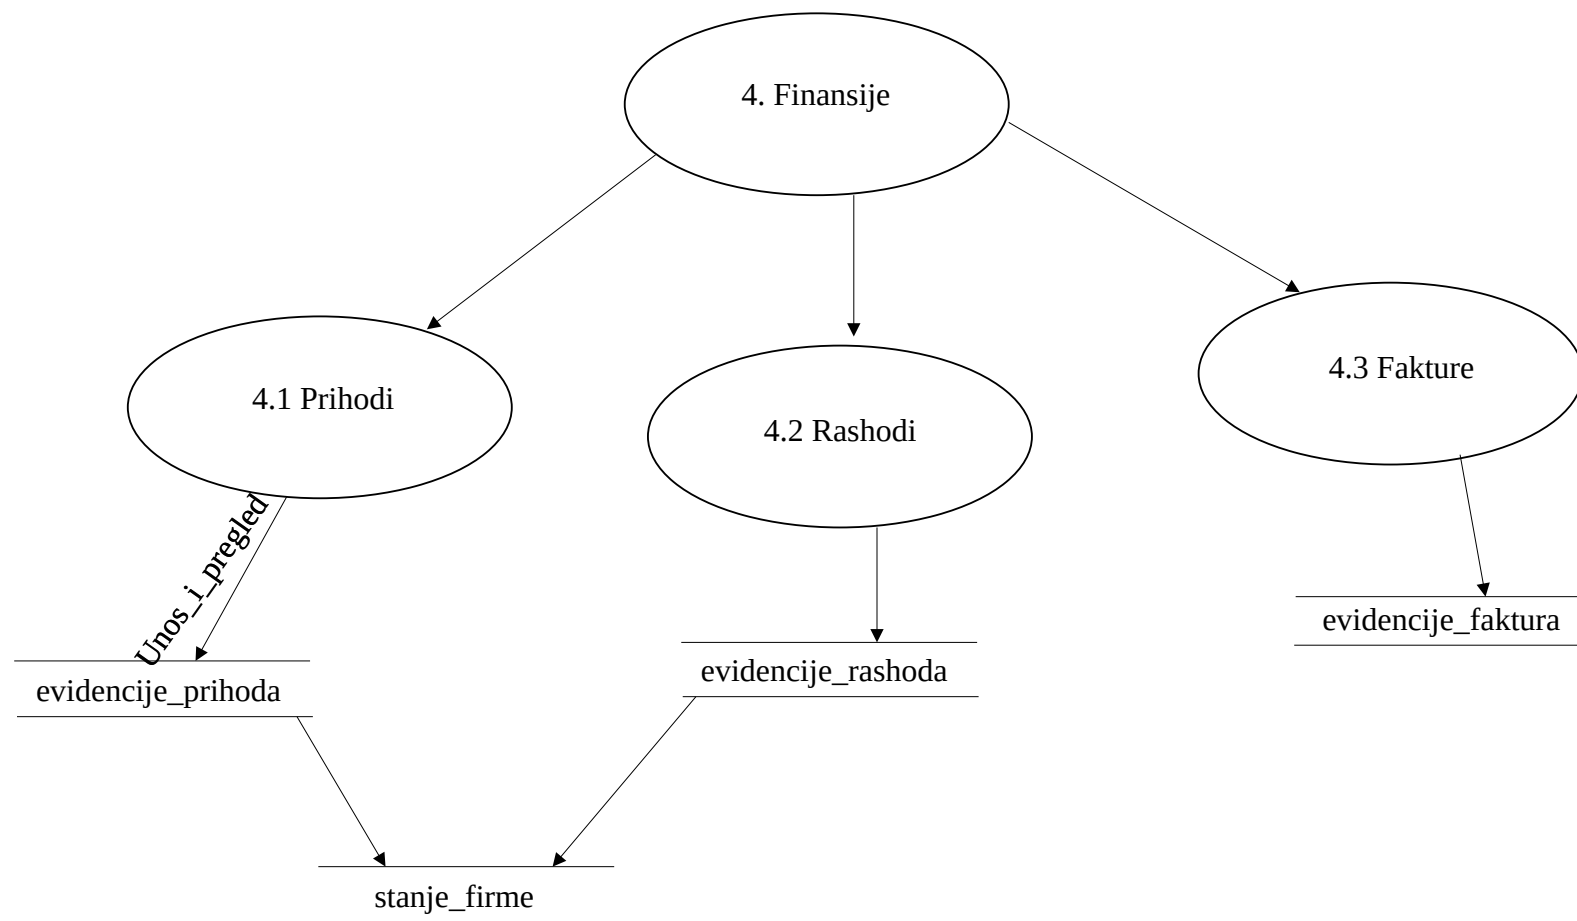 4. Finansije
4.1 Prihodi
4.2 Rashodi
4.3 Fakture
Unos_i_pregled
evidencije_prihoda
evidencije_rashoda
evidencije_faktura
stanje_firme